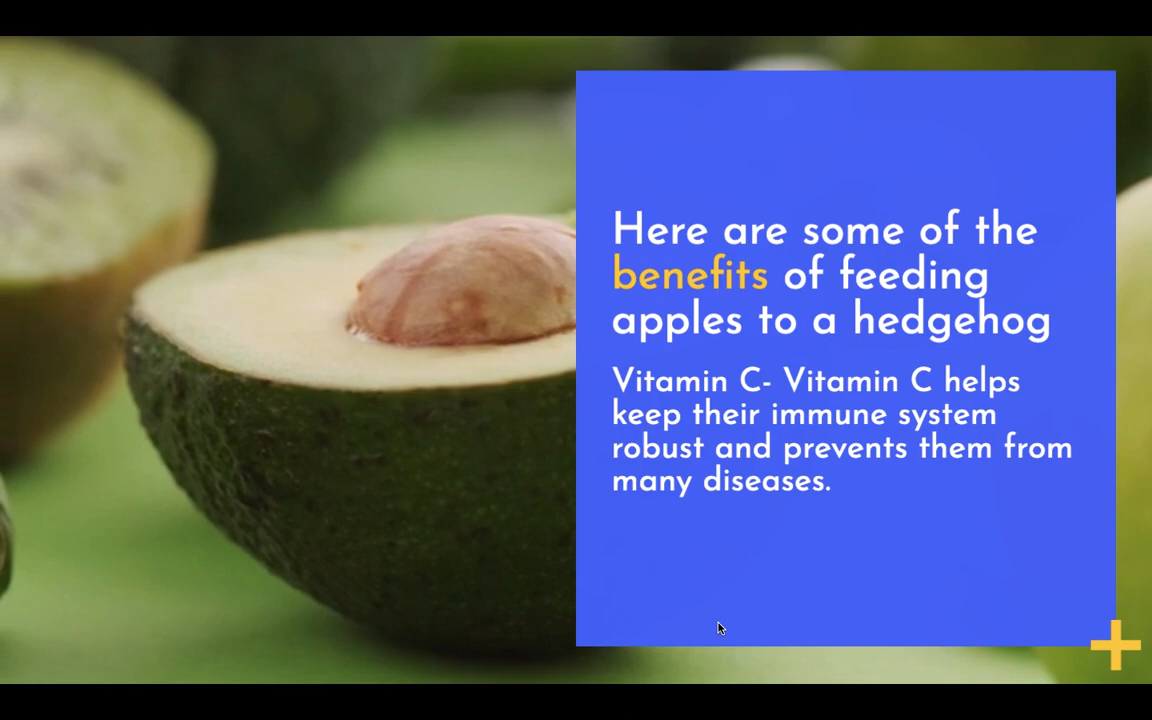 Here are some of the
benefits of feeding
apples to a hedgehog
Vitamin C- Vitamin C helps
keep their immune system
robust and prevents them from
many diseases.